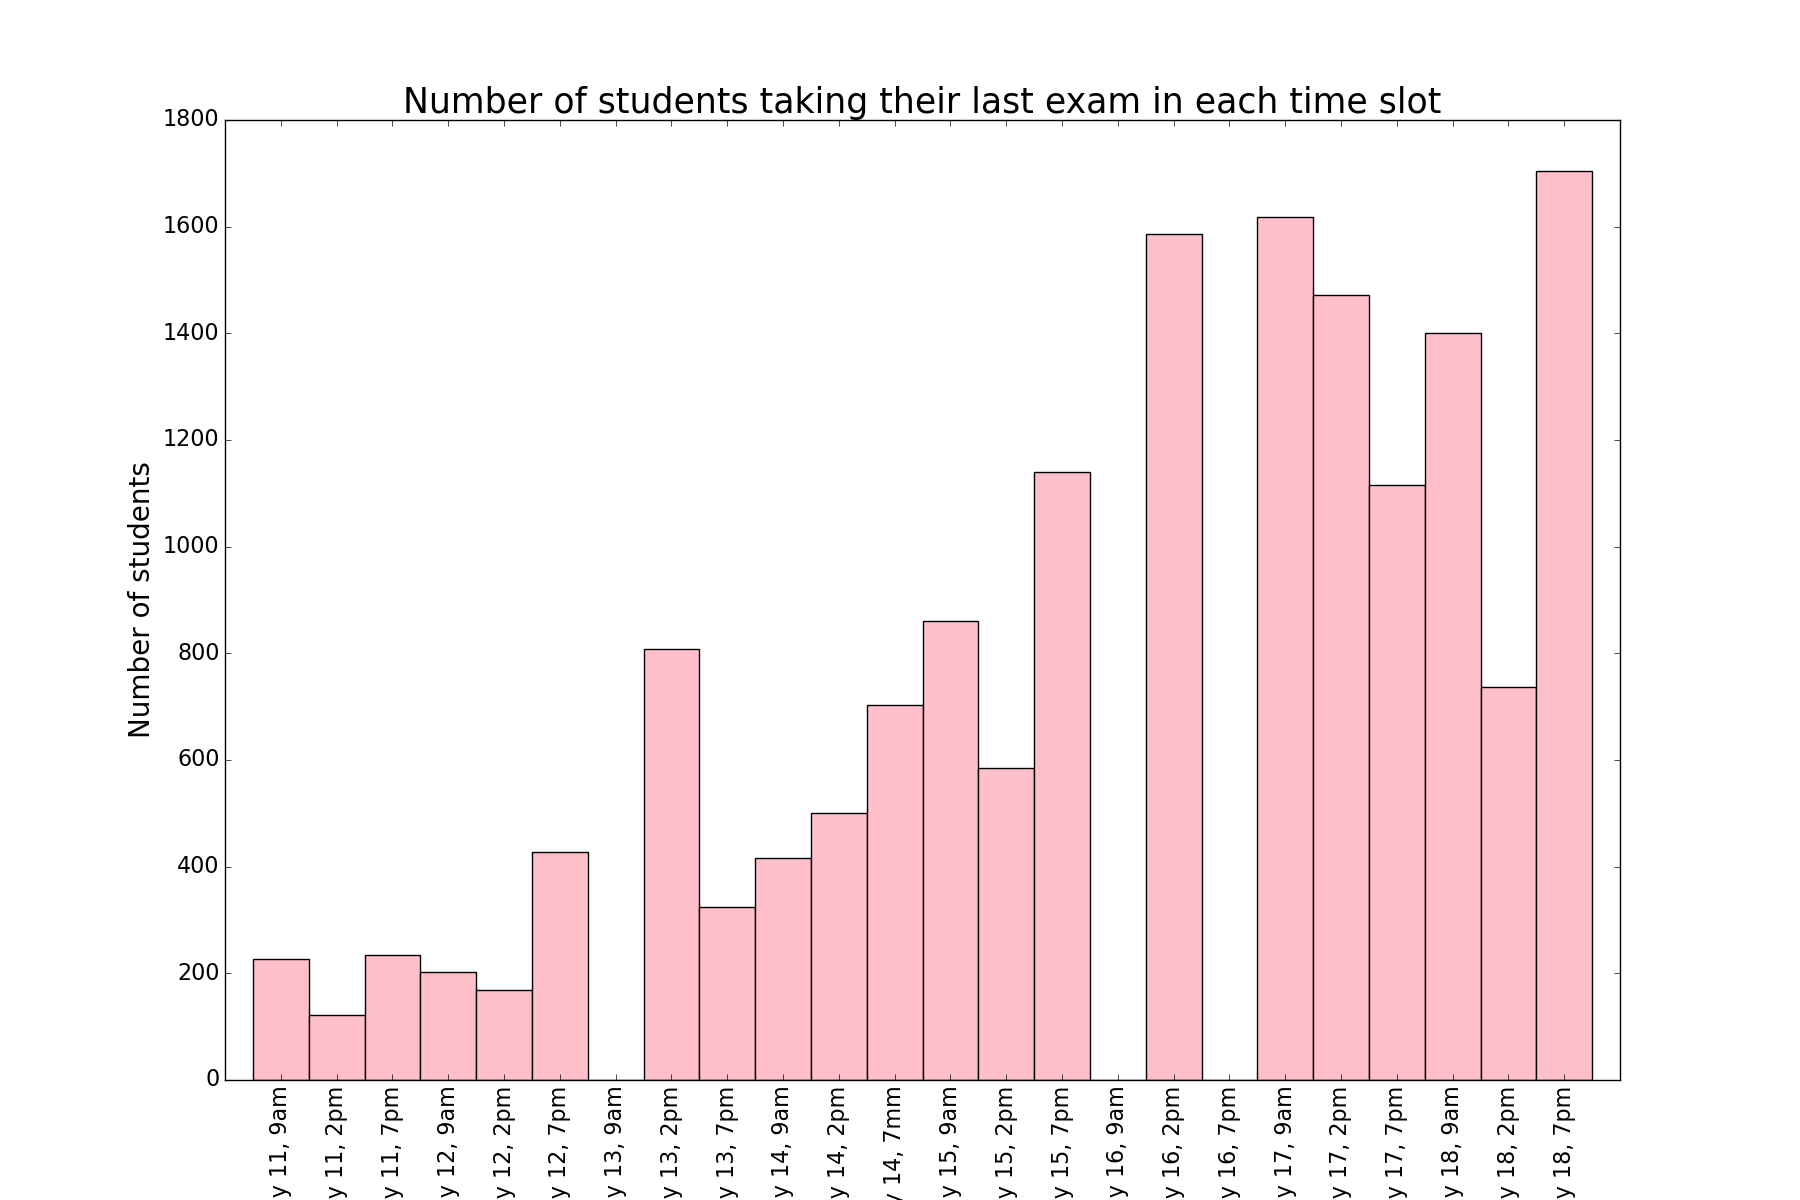 Number of students taking their last exam in each time slot
Number of students
1800
1600
1400
1200
1000
800
600
400
200
0
y 11, 9am
y 11, 2pm
y 11, 7pm
y 12, 9am
y 12, 2pm
y 12, 7pm
y 13, 9am
y 13, 2pm
y 13, 7pm
y 14, 9am
y 14, 2pm
y 14, 7mm
y 15, 9am
y 15, 2pm
y 15, 7pm
y 16, 9am
y 16, 2pm
y 16, 7pm
y 17, 9am
y 17, 2pm
y 17, 7pm
y 18, 9am
y 18, 2pm
y 18, 7pm